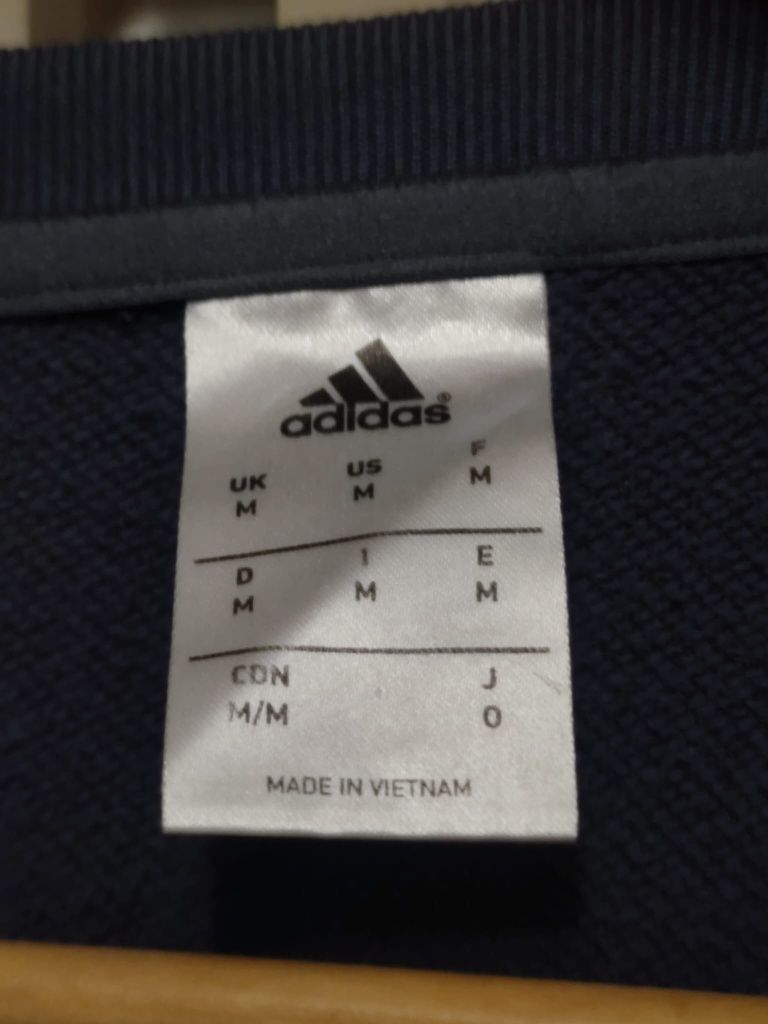 adidas®
UK US F
M M M
D I E
M M M
CDN J
M/M O
MADE IN VIETNAM